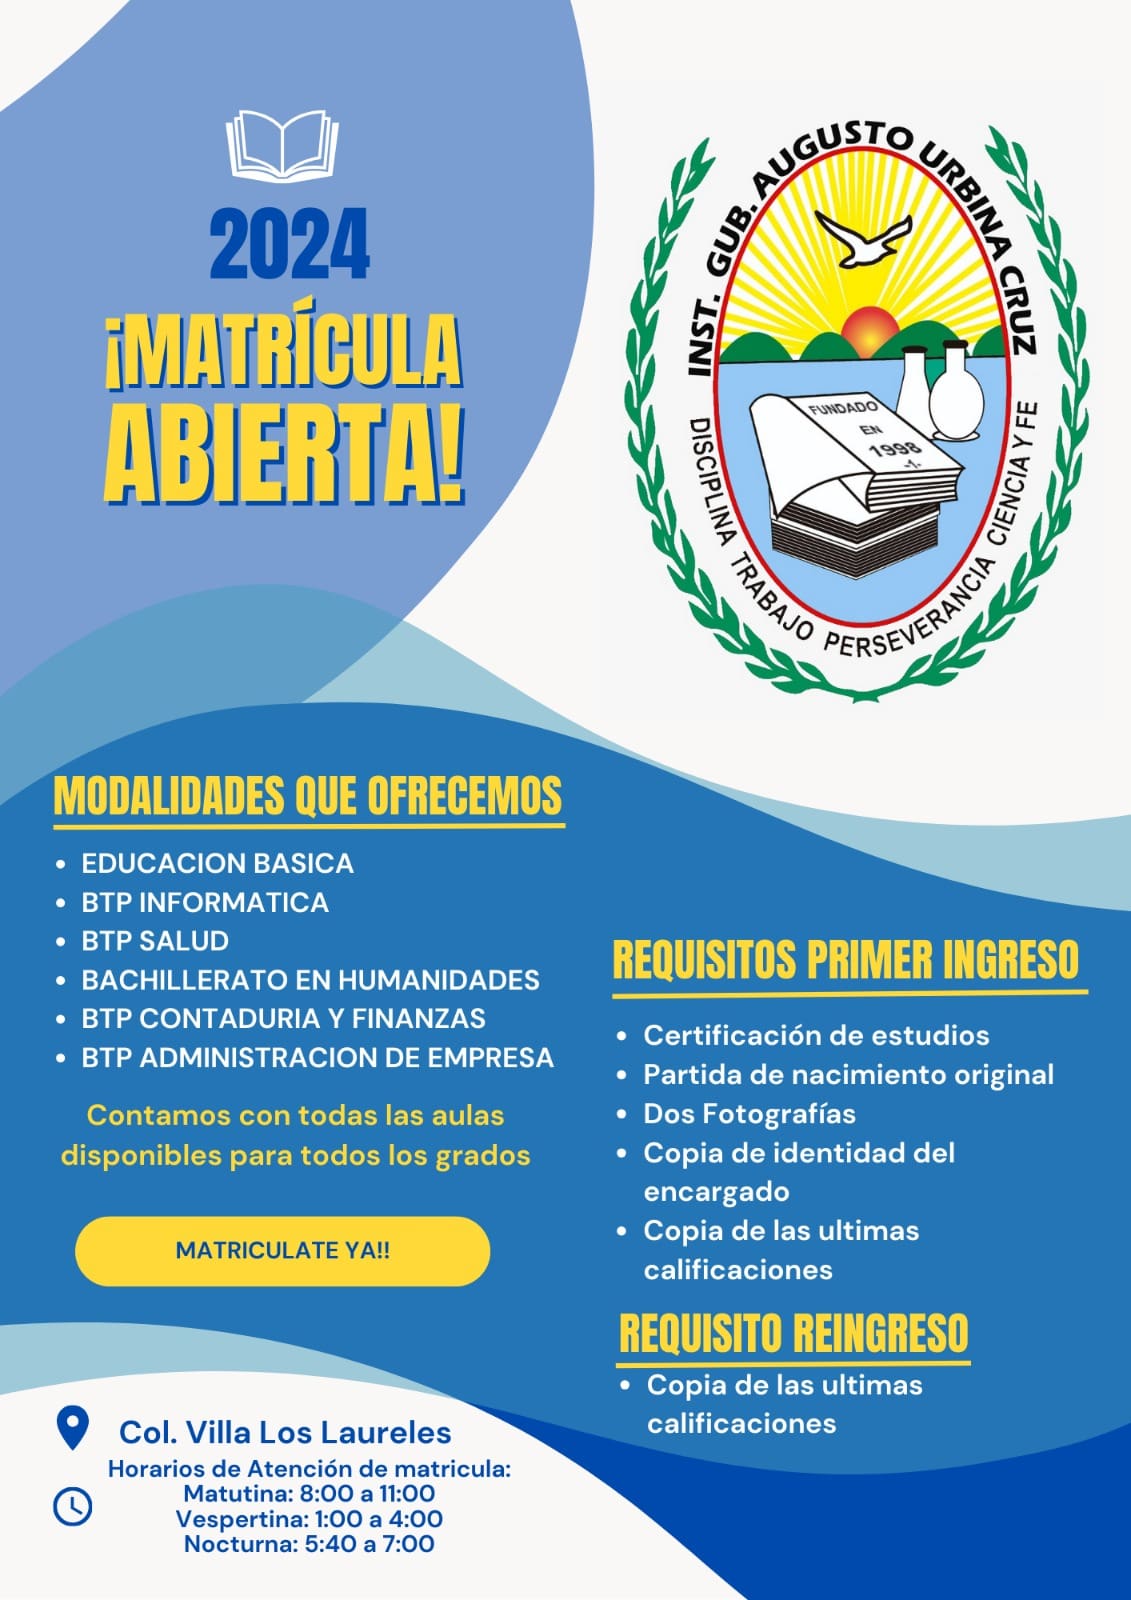 2024
¡MATRÍCULA
ABIERTA!
INST. GUB. AUGUSTO URBINA CRUZ
FUNDADO
EN
1998
-1-
DISCIPLINA TRABAJO PERSEVERANCIA CIENCIA Y FE
MODALIDADES QUE OFRECEMOS
• EDUCACION BASICA
• BTP INFORMATICA
• BTP SALUD
• BACHILLERATO EN HUMANIDADES
• BTP CONTADURIA Y FINANZAS
• BTP ADMINISTRACION DE EMPRESA
Contamos con todas las aulas
disponibles para todos los grados
MATRICULATE YA!!
REQUISITOS PRIMER INGRESO
• Certificación de estudios
• Partida de nacimiento original
• Dos Fotografías
• Copia de identidad del
encargado
• Copia de las ultimas
calificaciones
REQUISITO REINGRESO
• Copia de las ultimas
calificaciones
Col. Villa Los Laureles
Horarios de Atención de matricula:
Matutina: 8:00 a 11:00
Vespertina: 1:00 a 4:00
Nocturna: 5:40 a 7:00